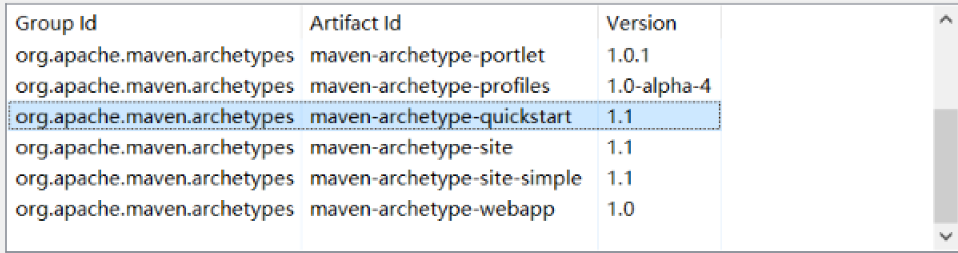 Group Id Artifact Id Version
org.apache.maven.archetypes maven-archetype-portlet 1.0.1
org.apache.maven.archetypes maven-archetype-profiles 1.0-alpha-4
org.apache.maven.archetypes maven-archetype-quickstart 1.1
org.apache.maven.archetypes maven-archetype-site 1.1
org.apache.maven.archetypes maven-archetype-site-simple 1.1
org.apache.maven.archetypes maven-archetype-webapp 1.0